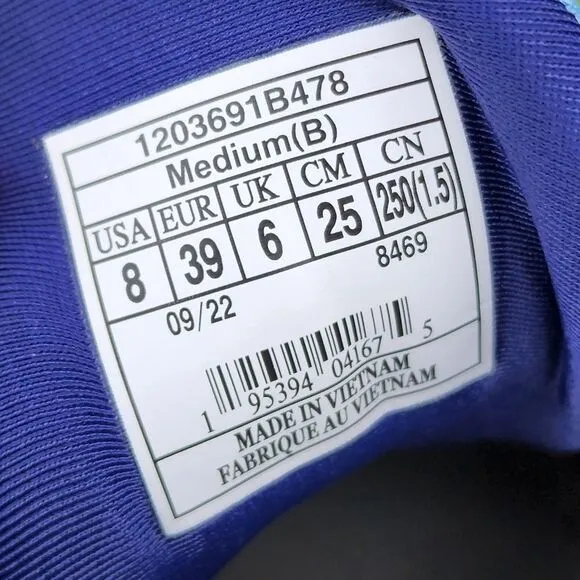 1203691B478
Medium(B)
USA EUR UK CM CN
8 39 6 25 250(1.5)
09/22 8469
1 95394 04167 5
MADE IN VIETNAM
FABRIQUE AU VIETNAM